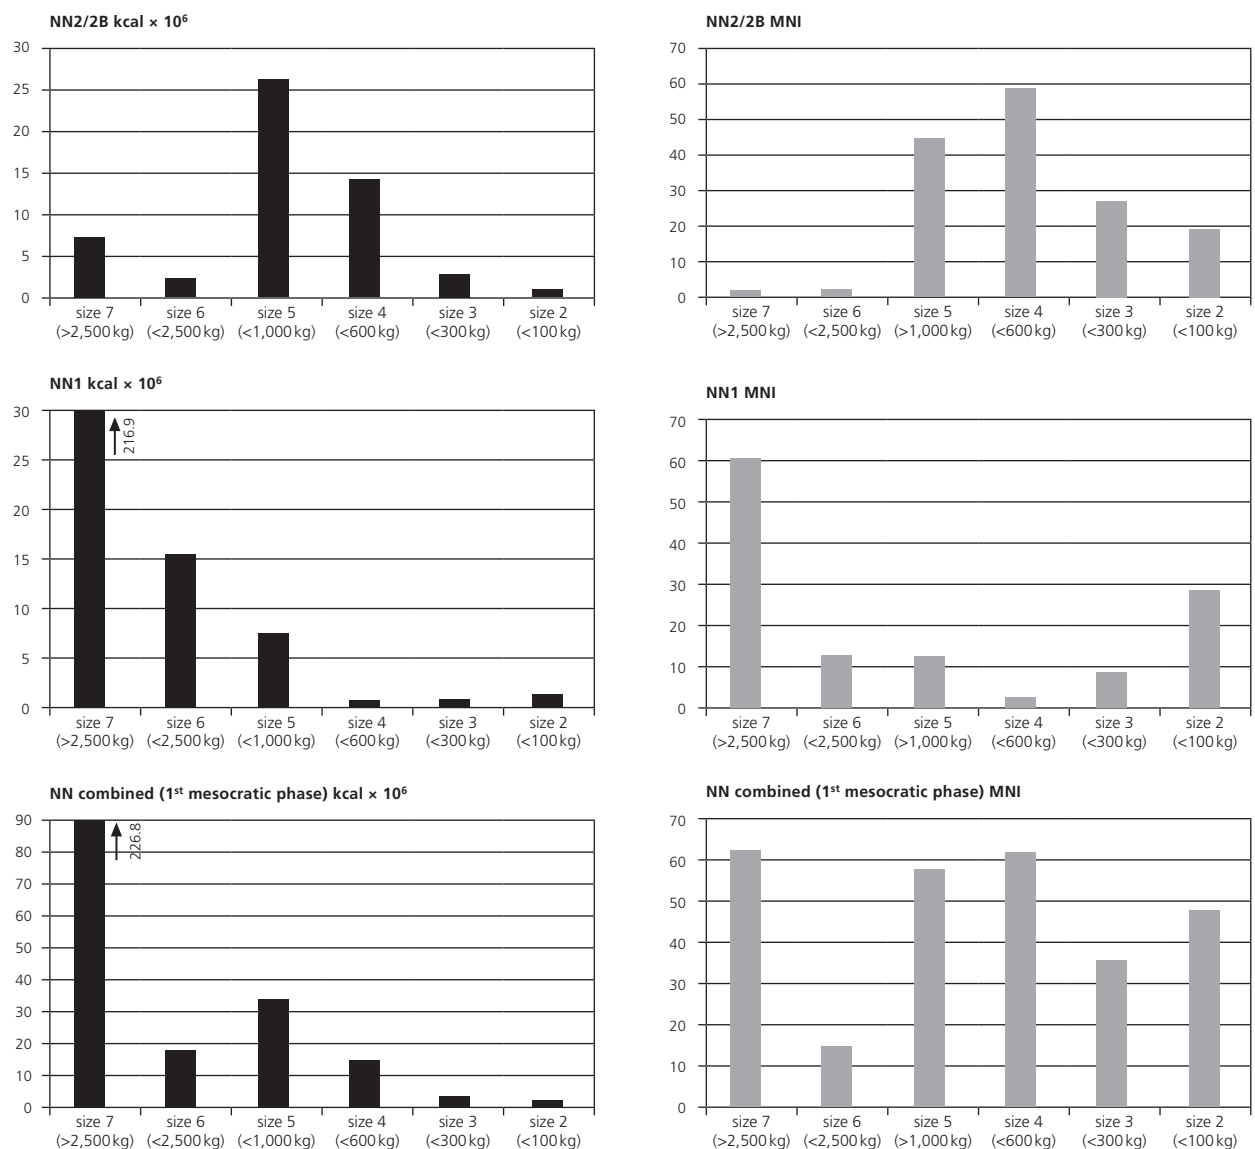 NN2/2B kcal × 10⁶
30
25
20
15
10
5
0
size 7 size 6 size 5 size 4 size 3 size 2
(>2,500 kg) (<2,500 kg) (<1,000 kg) (<600 kg) (<300 kg) (<100 kg)
NN2/2B MNI
70
60
50
40
30
20
10
0
size 7 size 6 size 5 size 4 size 3 size 2
(>2,500 kg) (<2,500 kg) (>1,000 kg) (<600 kg) (<300 kg) (<100 kg)
NN1 kcal × 10⁶
30
25
20
15
10
5
0
216.9
size 7 size 6 size 5 size 4 size 3 size 2
(>2,500 kg) (<2,500 kg) (<1,000 kg) (<600 kg) (<300 kg) (<100 kg)
NN1 MNI
70
60
50
40
30
20
10
0
size 7 size 6 size 5 size 4 size 3 size 2
(>2,500 kg) (<2,500 kg) (>1,000 kg) (<600 kg) (<300 kg) (<100 kg)
NN combined (1ˢᵗ mesocratic phase) kcal × 10⁶
90
80
70
60
50
40
30
20
10
0
226.8
size 7 size 6 size 5 size 4 size 3 size 2
(>2,500 kg) (<2,500 kg) (<1,000 kg) (<600 kg) (<300 kg) (<100 kg)
NN combined (1ˢᵗ mesocratic phase) MNI
70
60
50
40
30
20
10
0
size 7 size 6 size 5 size 4 size 3 size 2
(>2,500 kg) (<2,500 kg) (>1,000 kg) (<600 kg) (<300 kg) (<100 kg)